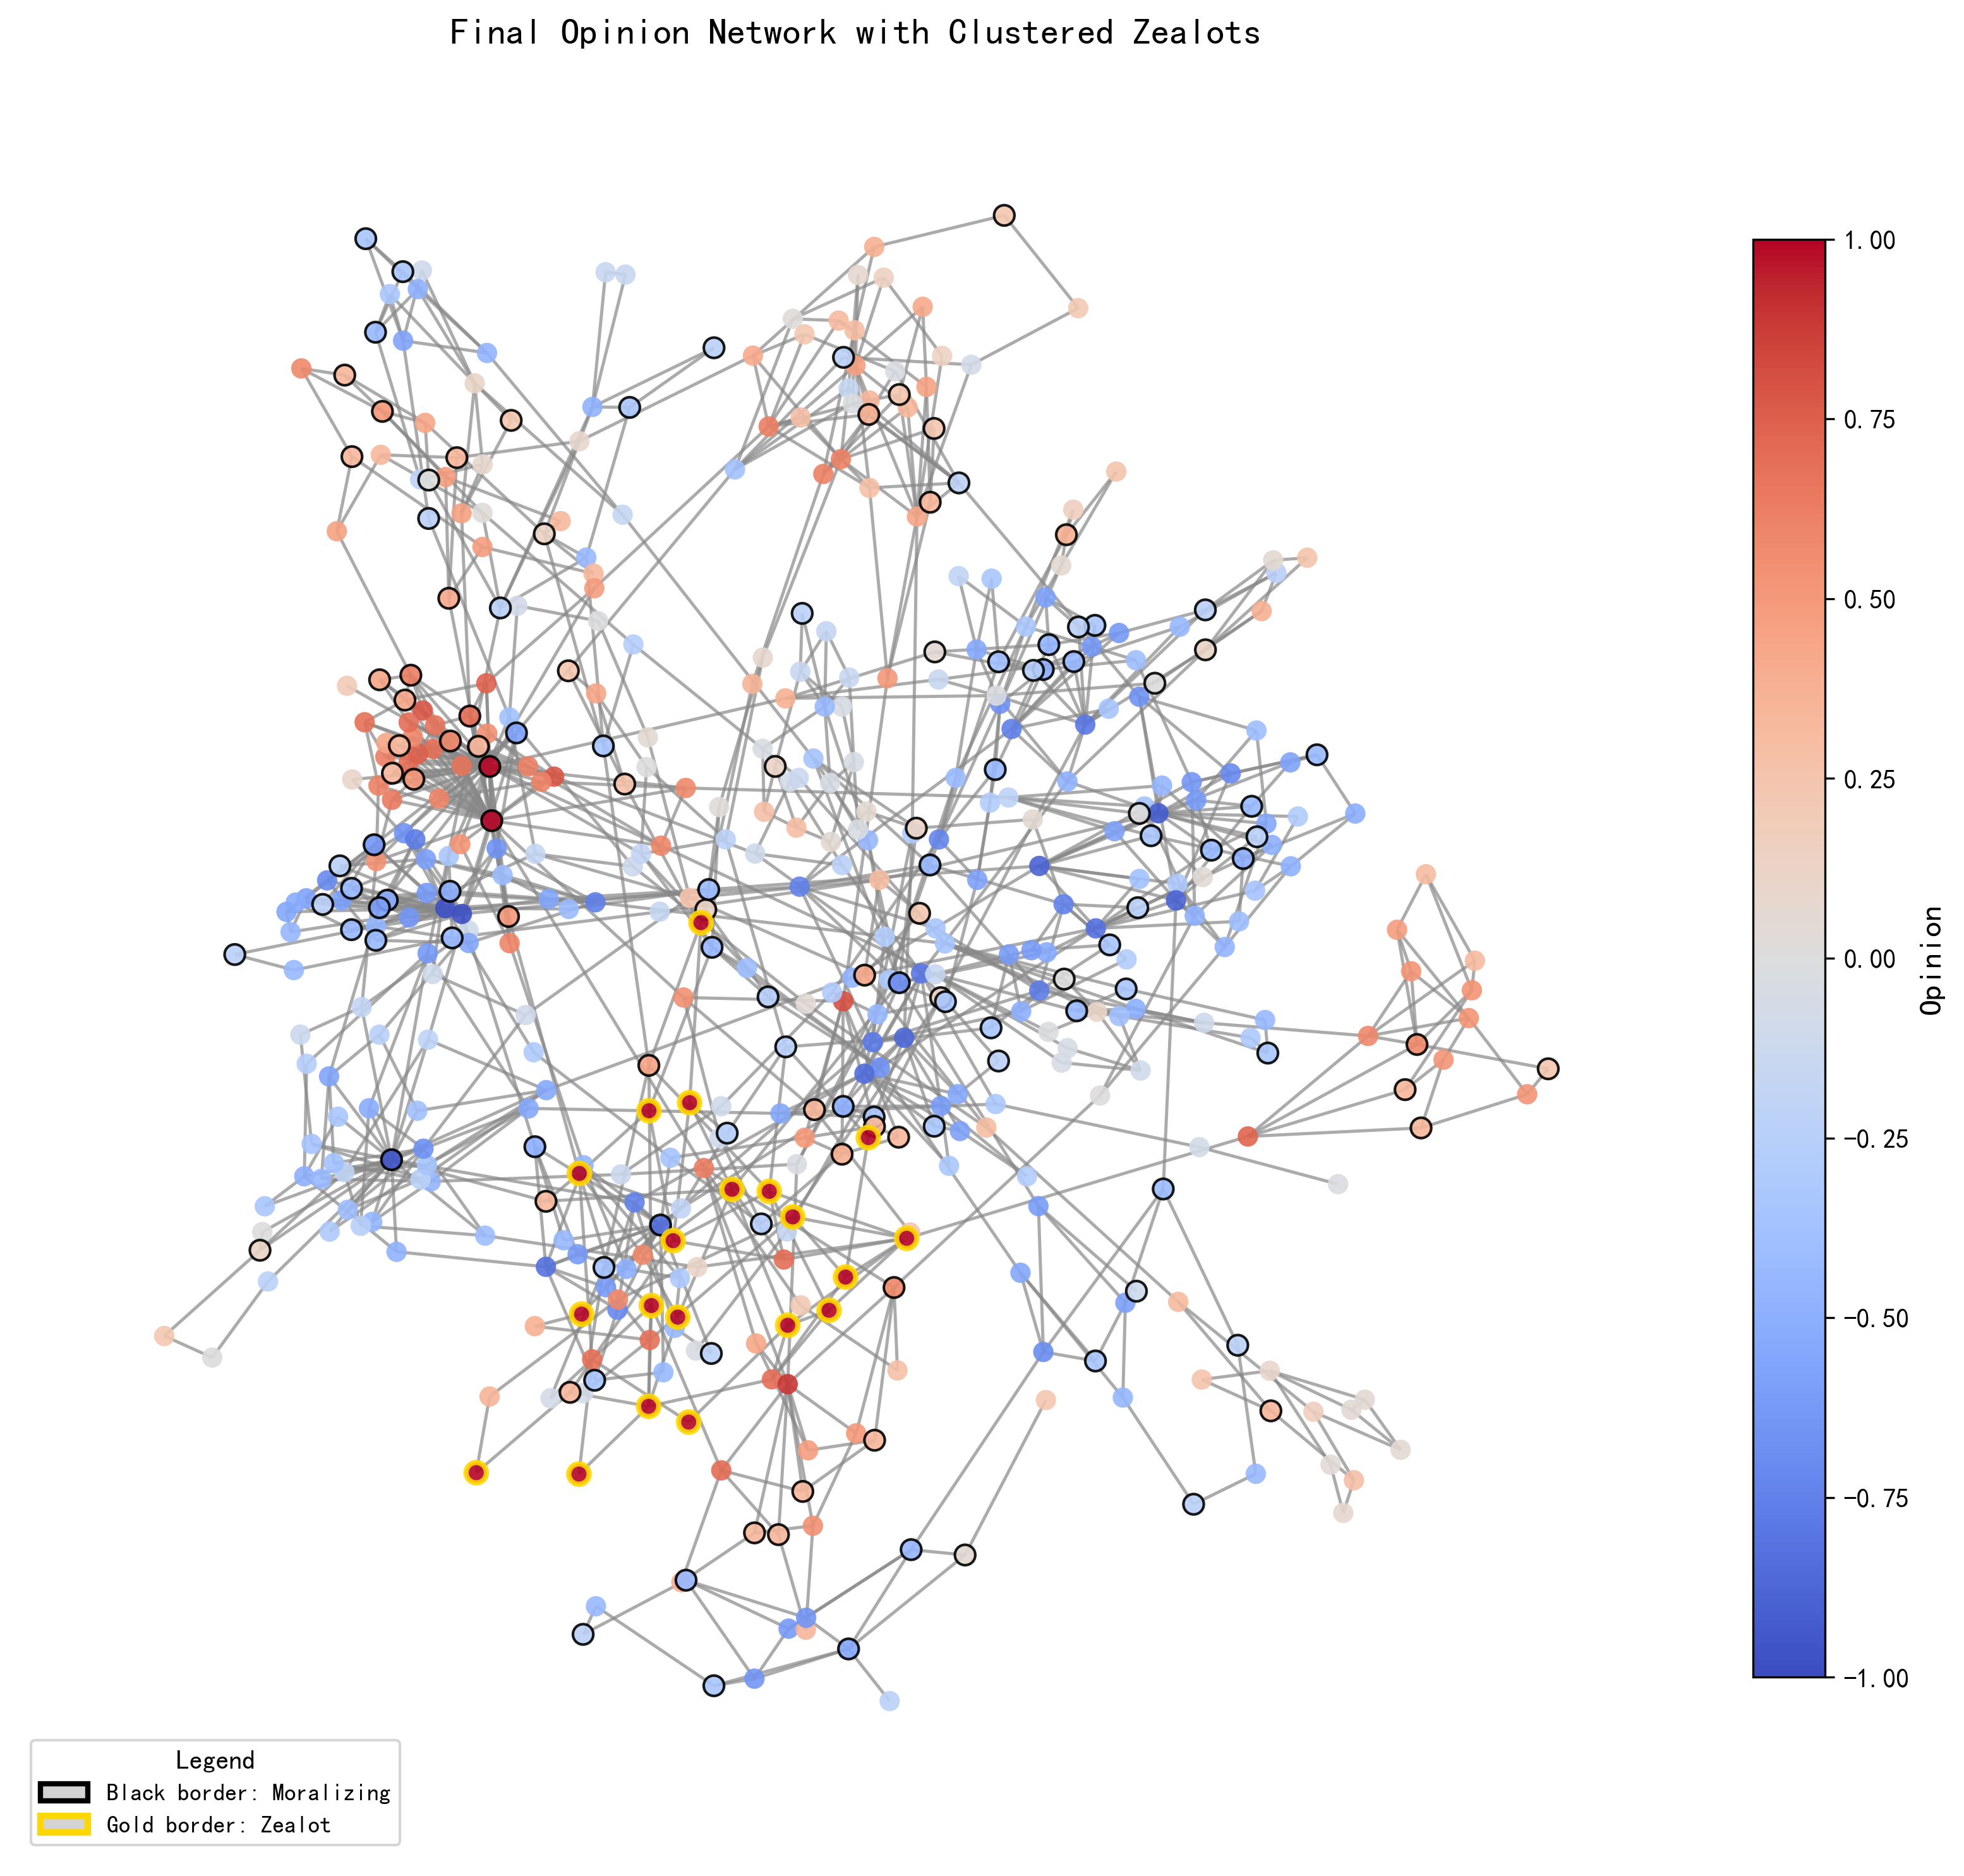 Final Opinion Network with Clustered Zealots
1.00
0.75
0.50
0.25
0.00
−0.25
−0.50
−0.75
−1.00
Opinion
Legend
Black border: Moralizing
Gold border: Zealot